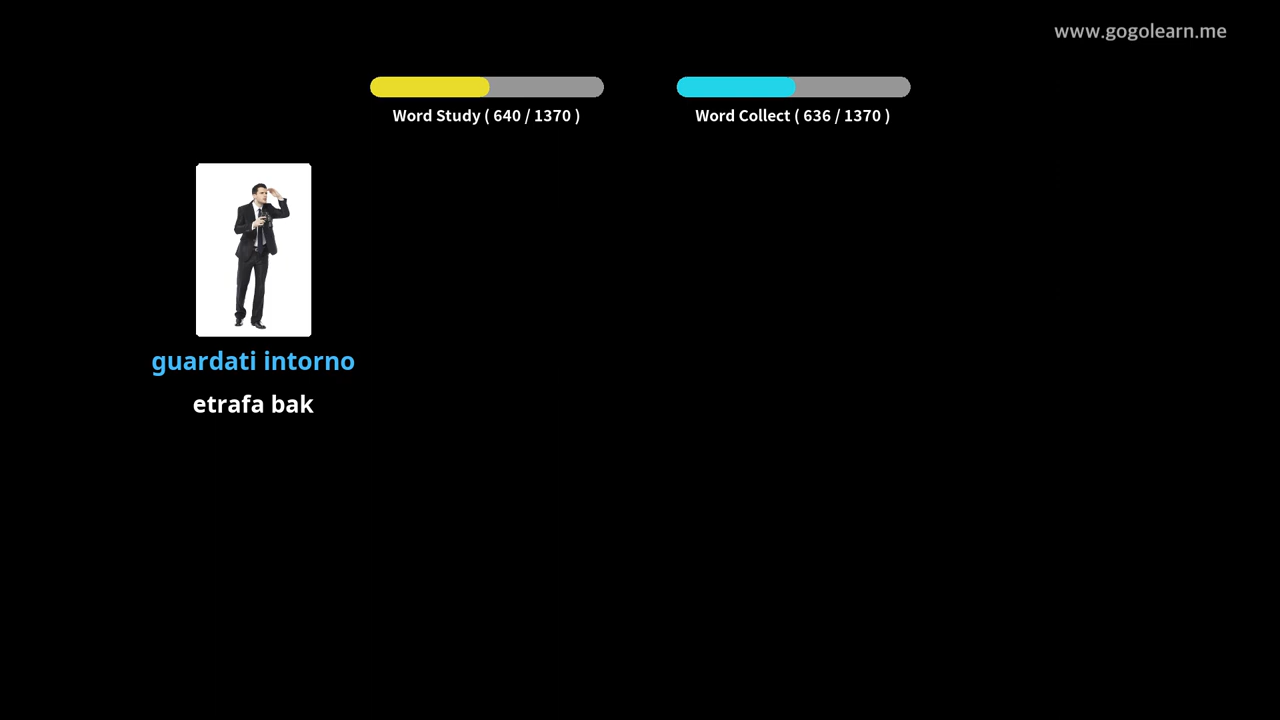 www.gogolearn.me
Word Study ( 640 / 1370 )
Word Collect ( 636 / 1370 )
guardati intorno
etrafa bak